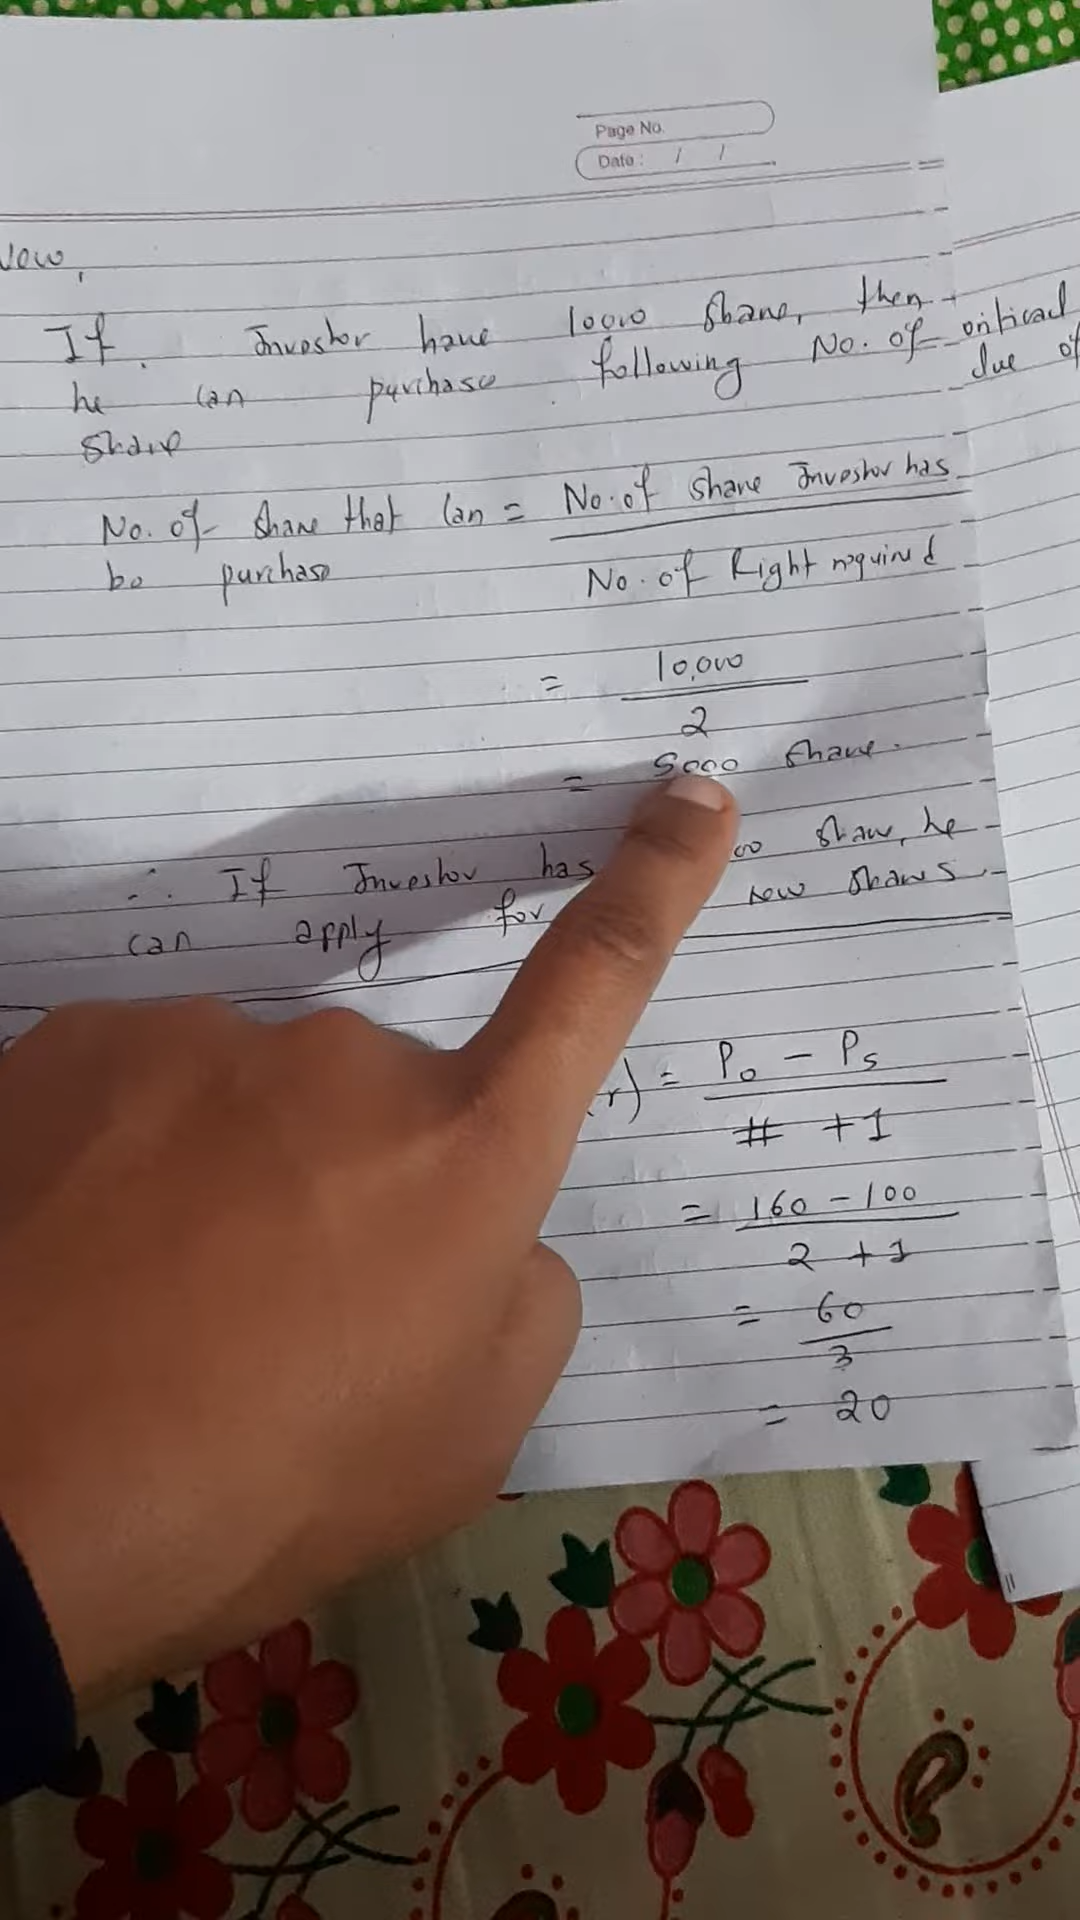 Page No.
Date: / /
Now,
If Investor have 10000 share, then
he can purchase following No. of
share
critical
due of
No. of share that can = No. of share Investor has
be purchase No. of Right required
= 10,000
2
= 5000 share.
∴ If Investor has 00 share, he
can apply for new shares
r) = P0 - Ps
# + 1
= 160 - 100
2 + 1
= 60
3
= 20